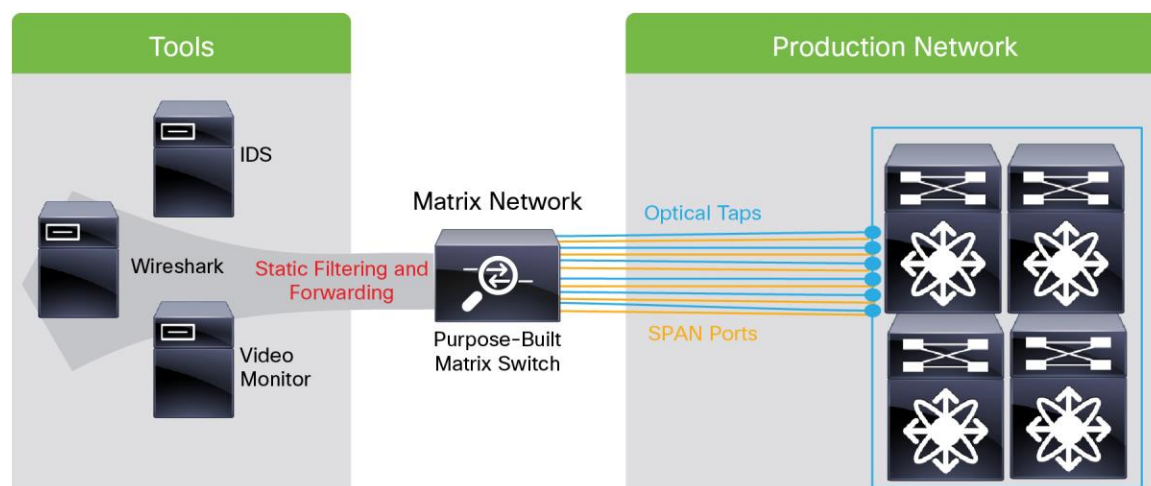 Tools
Production Network
IDS
Wireshark
Video
Monitor
Static Filtering and
Forwarding
Matrix Network
Purpose-Built
Matrix Switch
Optical Taps
SPAN Ports